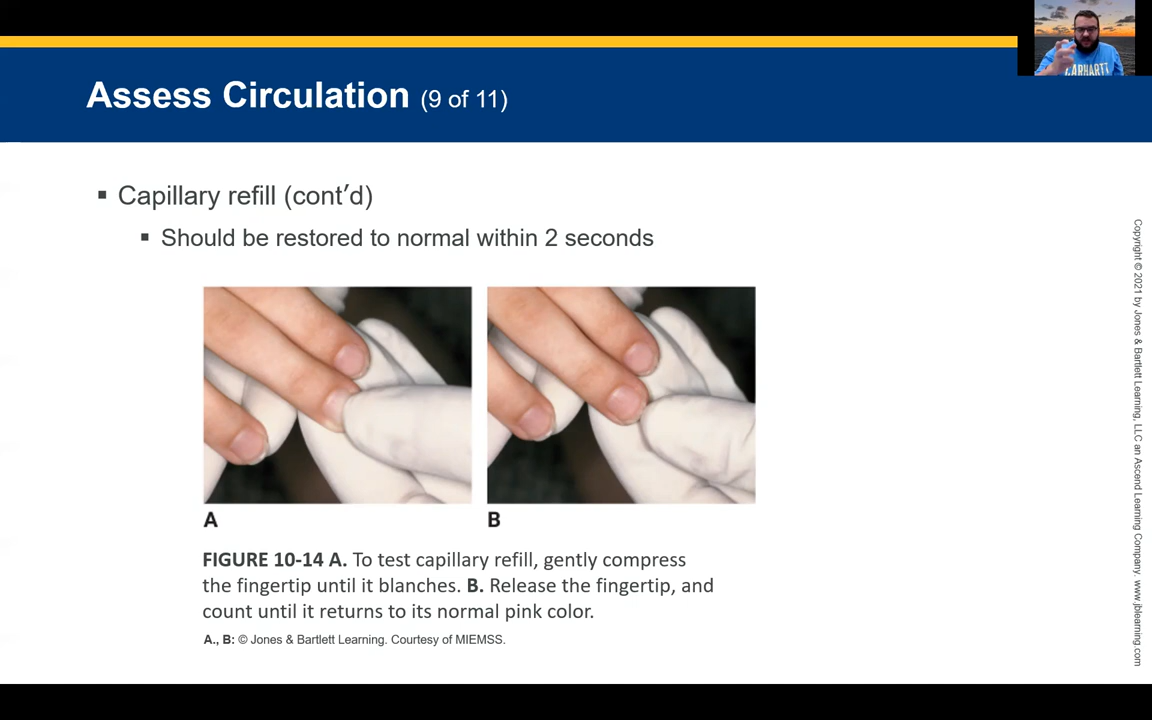 Assess Circulation (9 of 11)
▪ Capillary refill (cont′d)
▪ Should be restored to normal within 2 seconds
A
B
FIGURE 10-14 A. To test capillary refill, gently compress
the fingertip until it blanches. B. Release the fingertip, and
count until it returns to its normal pink color.
A., B: © Jones & Bartlett Learning. Courtesy of MIEMSS.
Copyright © 2021 by Jones & Bartlett Learning, LLC an Ascend Learning Company. www.jblearning.com
CARHARTT